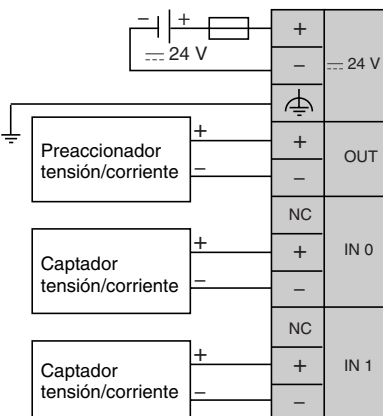 − + +
⎓ 24 V
− ⎓ 24 V
Preaccionador
tensión/corriente
+ +
− −
OUT
NC
Captador
tensión/corriente
+ +
− −
IN 0
NC
Captador
tensión/corriente
+ +
− −
IN 1